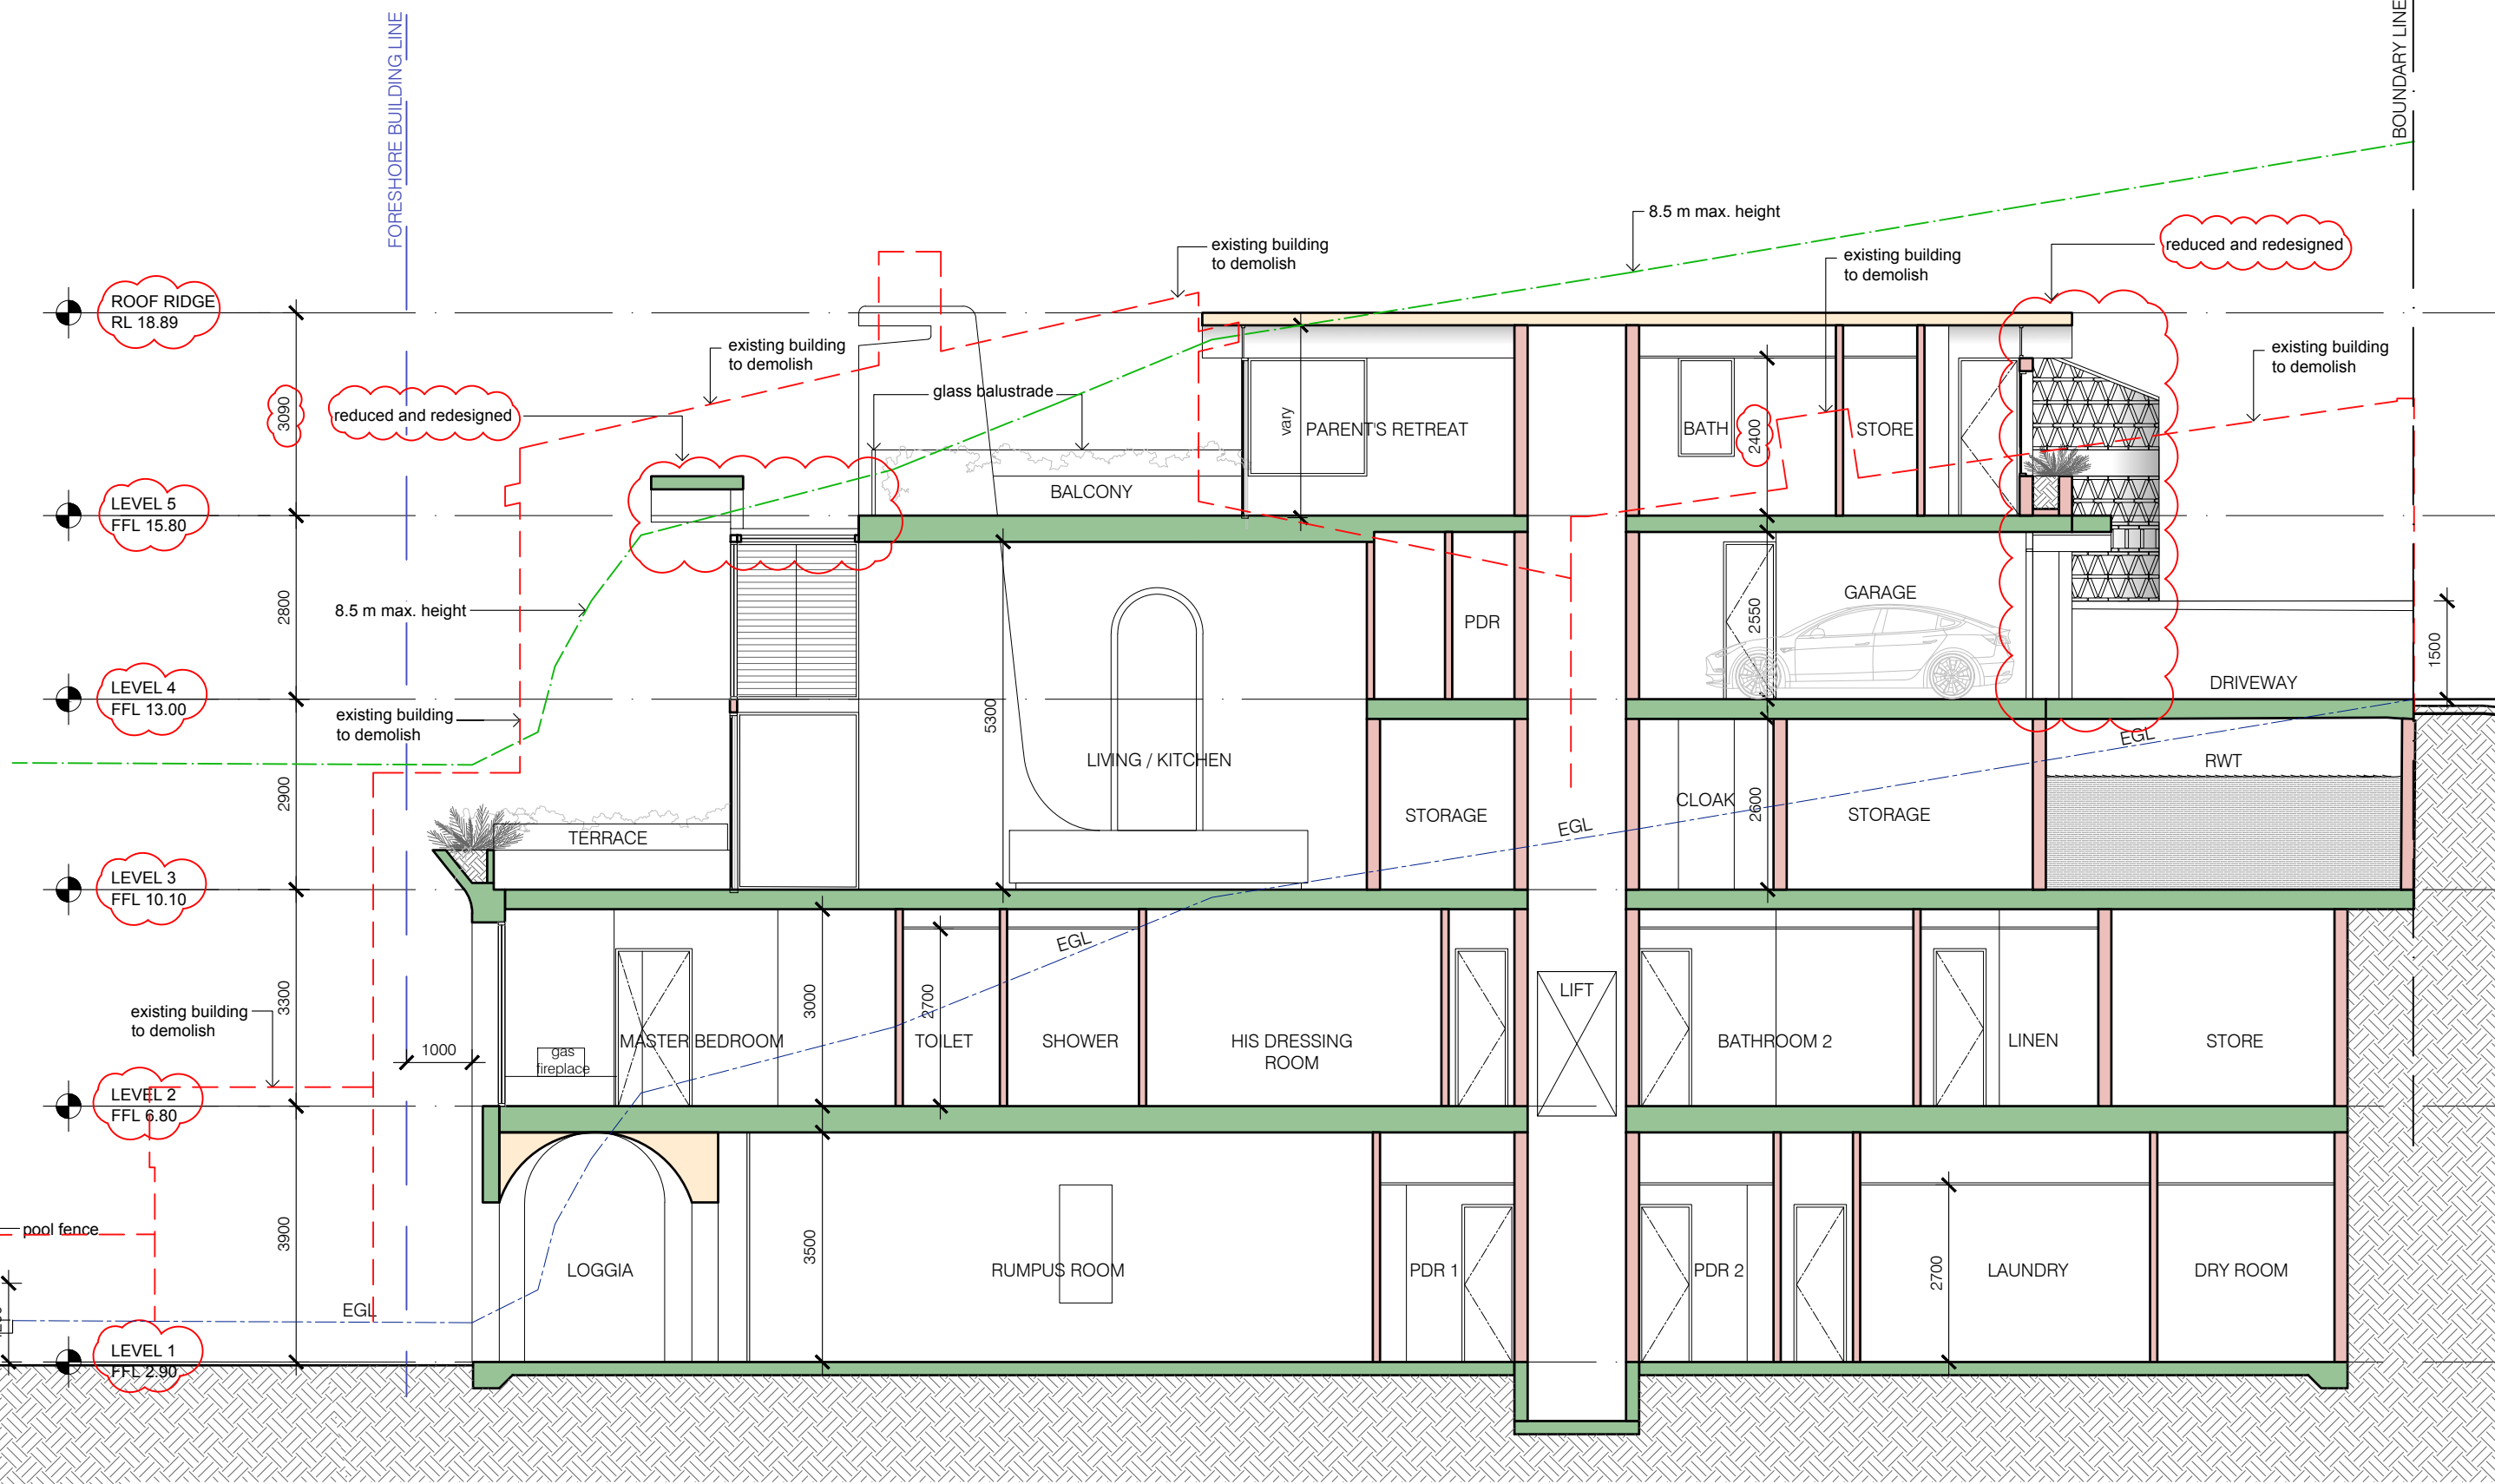 FORESHORE BUILDING LINE
BOUNDARY LINE
8.5 m max. height
existing building
to demolish
existing building
to demolish
reduced and redesigned
ROOF RIDGE
RL 18.89
existing building
to demolish
existing building
to demolish
glass balustrade
reduced and redesigned
3090
vary
PARENT'S RETREAT
BATH
2400
STORE
BALCONY
LEVEL 5
FFL 15.80
2800
8.5 m max. height
PDR
2550
GARAGE
1500
LEVEL 4
FFL 13.00
DRIVEWAY
existing building
to demolish
5300
EGL
LIVING / KITCHEN
RWT
2900
CLOAK
2600
STORAGE
STORAGE
EGL
TERRACE
LEVEL 3
FFL 10.10
EGL
3300
3000
2700
LIFT
existing building
to demolish
1000
gas
fireplace
MASTER BEDROOM
TOILET
SHOWER
HIS DRESSING
ROOM
BATHROOM 2
LINEN
STORE
LEVEL 2
FFL 6.80
pool fence
3900
3500
LOGGIA
RUMPUS ROOM
PDR 1
PDR 2
2700
LAUNDRY
DRY ROOM
EGL
LEVEL 1
FFL 2.90